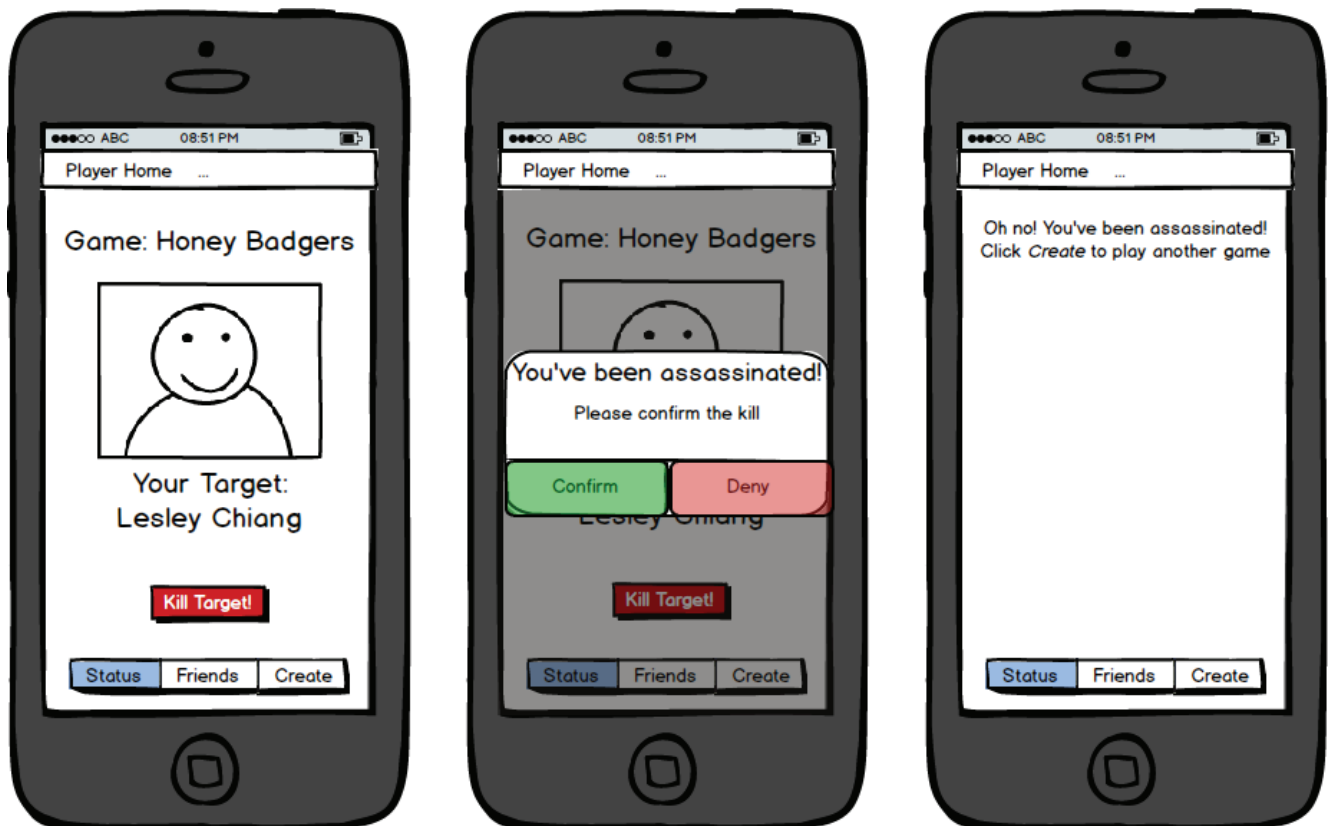 ABC 08:51 PM
Player Home ...
Game: Honey Badgers
Your Target:
Lesley Chiang
Kill Target!
Status Friends Create
ABC 08:51 PM
Player Home ...
Game: Honey Badgers
You've been assassinated!
Please confirm the kill
Confirm Deny
Lesley Chiang
Kill Target!
Status Friends Create
ABC 08:51 PM
Player Home ...
Oh no! You've been assassinated!
Click Create to play another game
Status Friends Create